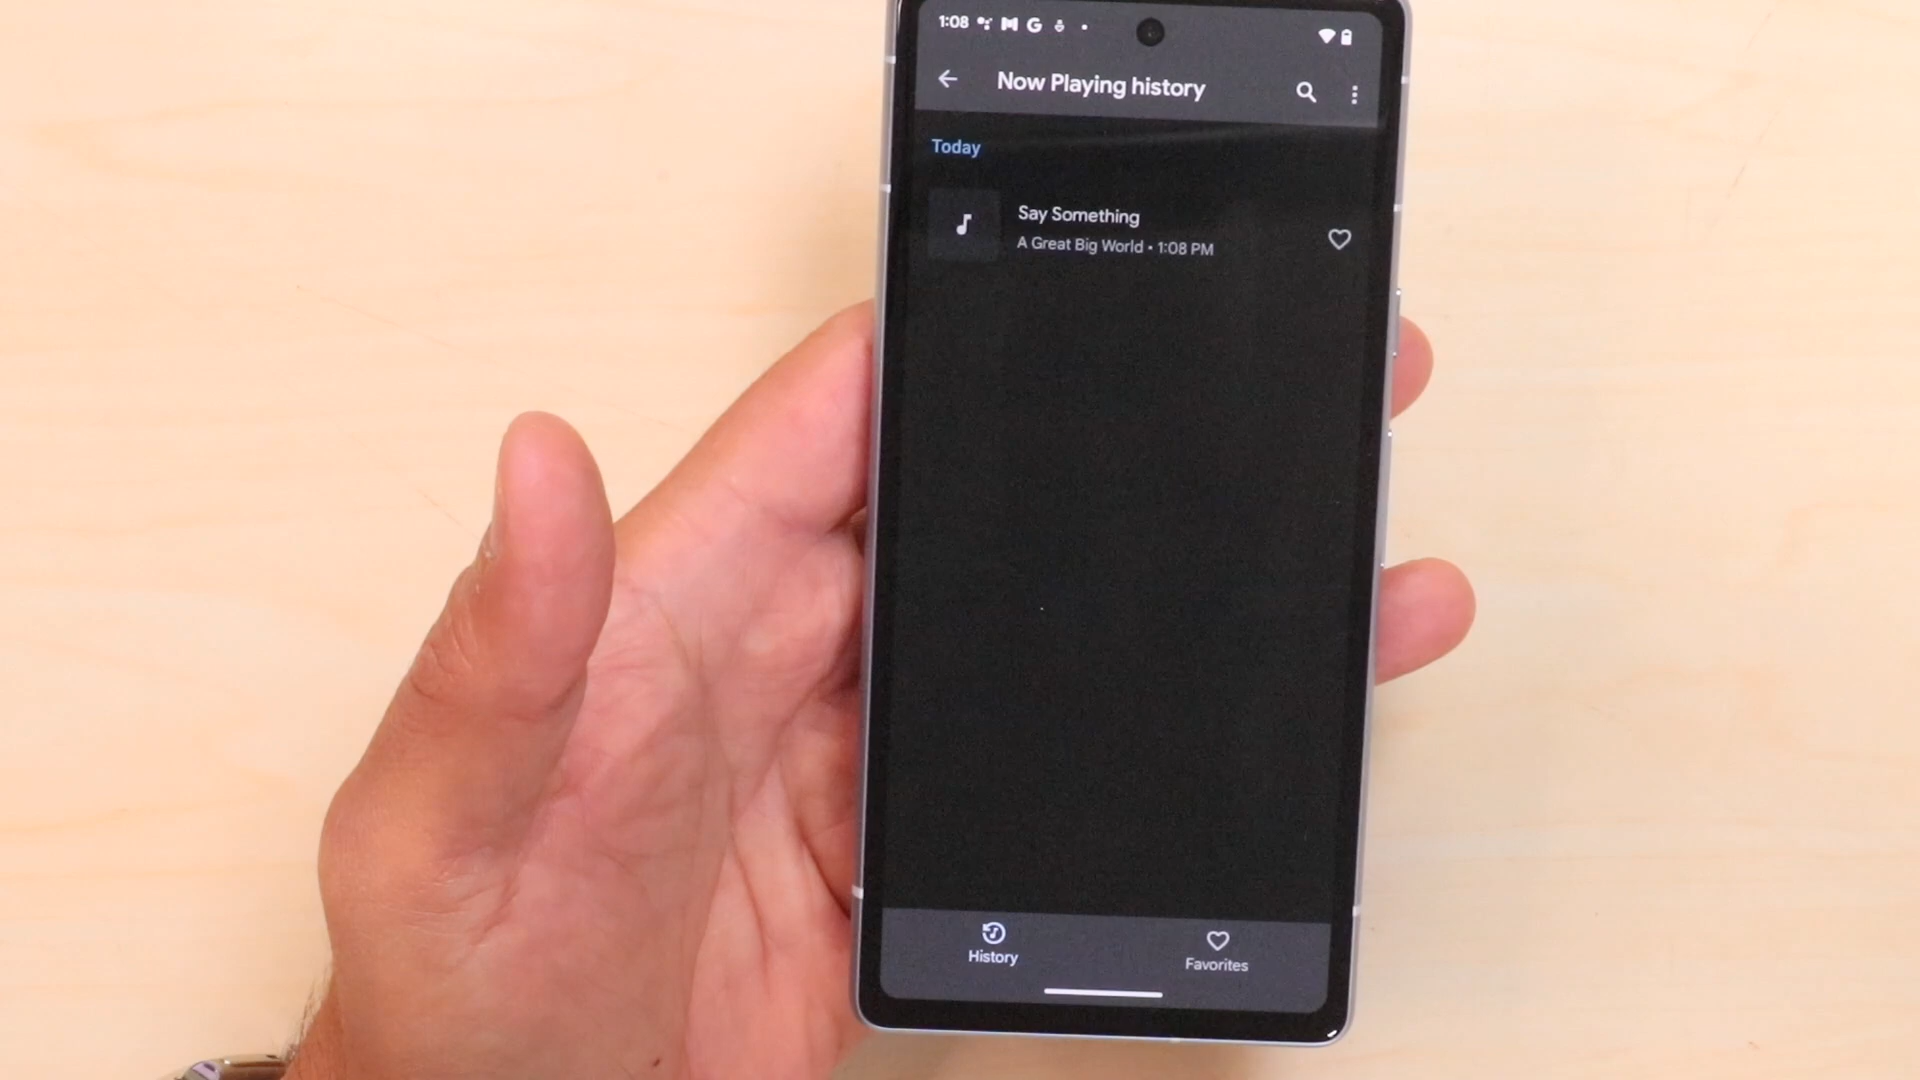 1:08
Now Playing history
Today
Say Something
A Great Big World • 1:08 PM
History
Favorites